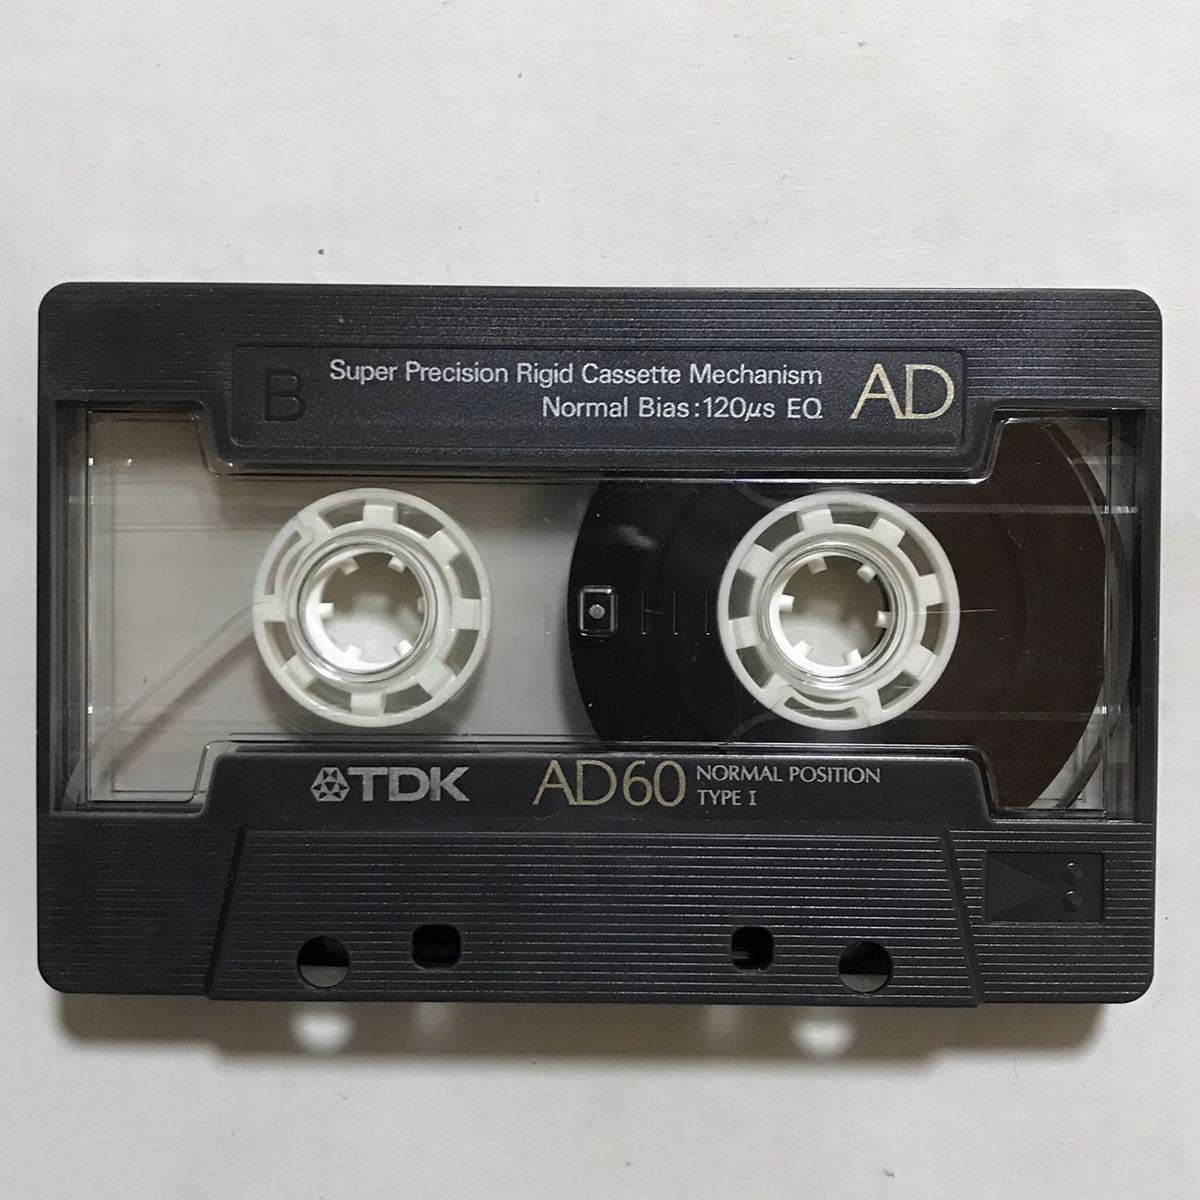 B
Super Precision Rigid Cassette Mechanism
Normal Bias:120μs EQ
AD
TDK
AD60
NORMAL POSITION
TYPE I